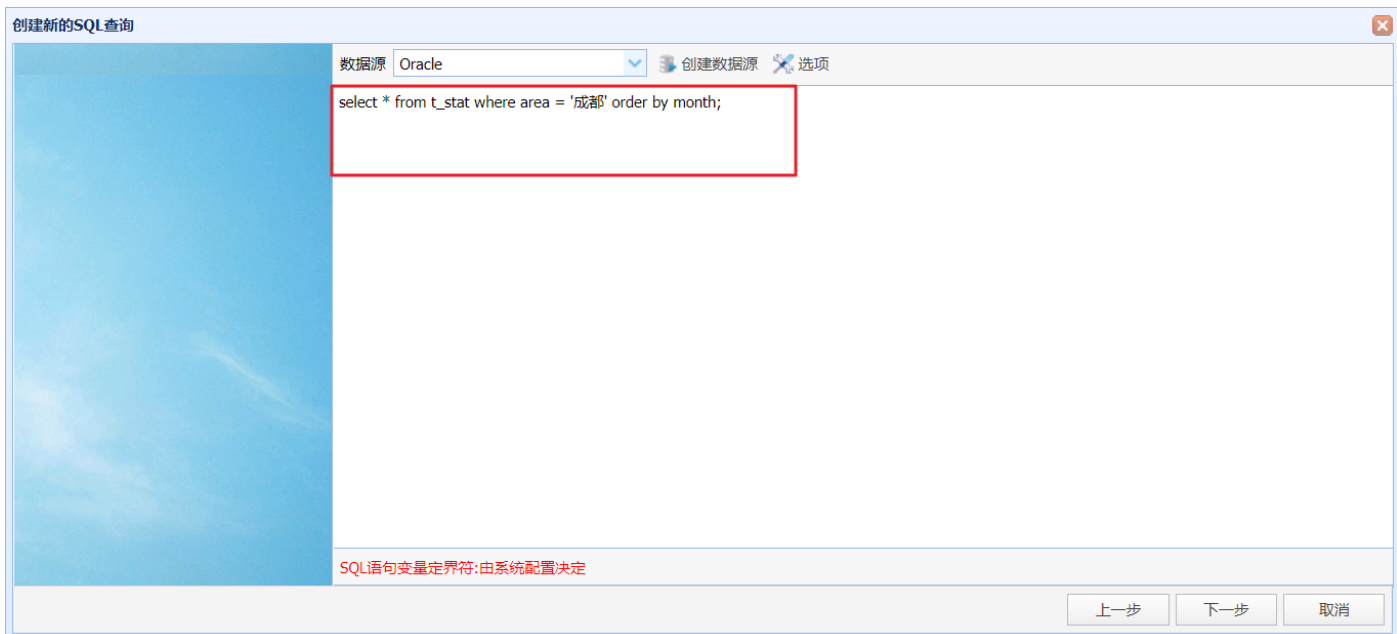 创建新的SQL查询
数据源 Oracle 创建数据源 选项
select * from t_stat where area = '成都' order by month;
SQL语句变量定界符:由系统配置决定
上一步 下一步 取消